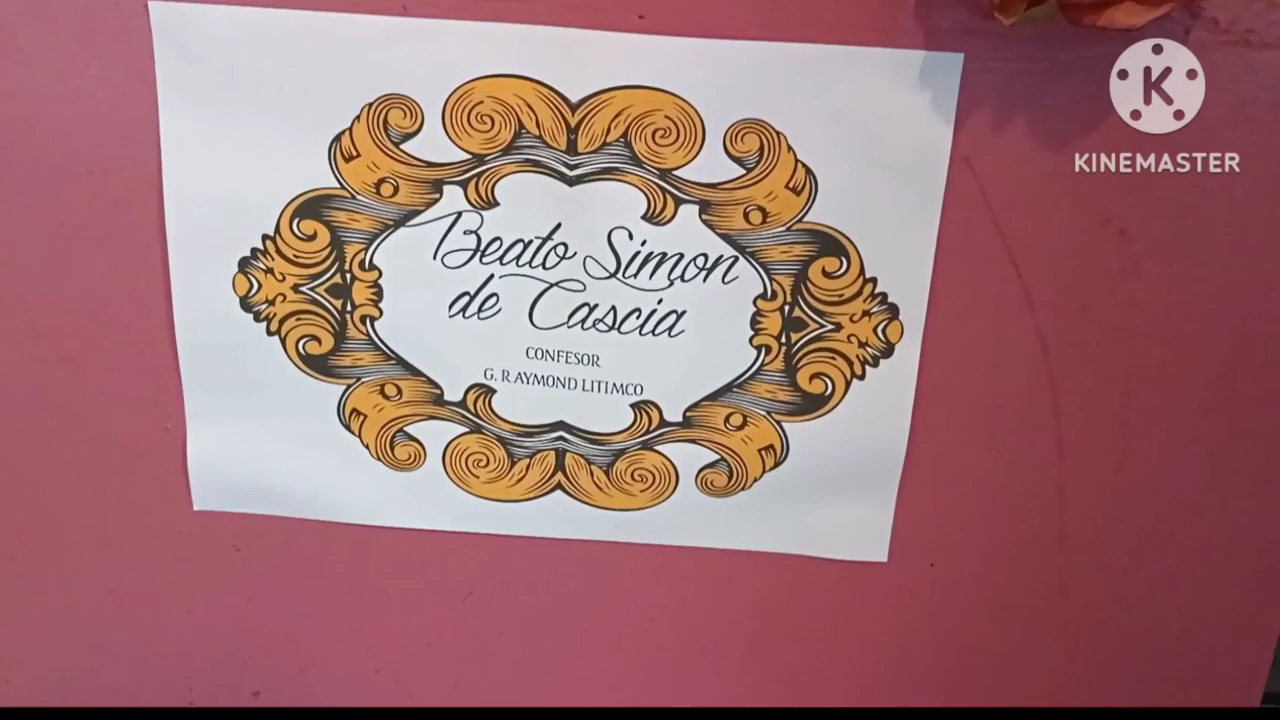 Beato Simon
de Cascia
CONFESOR
G. RAYMOND LITIMCO
K
KINEMASTER